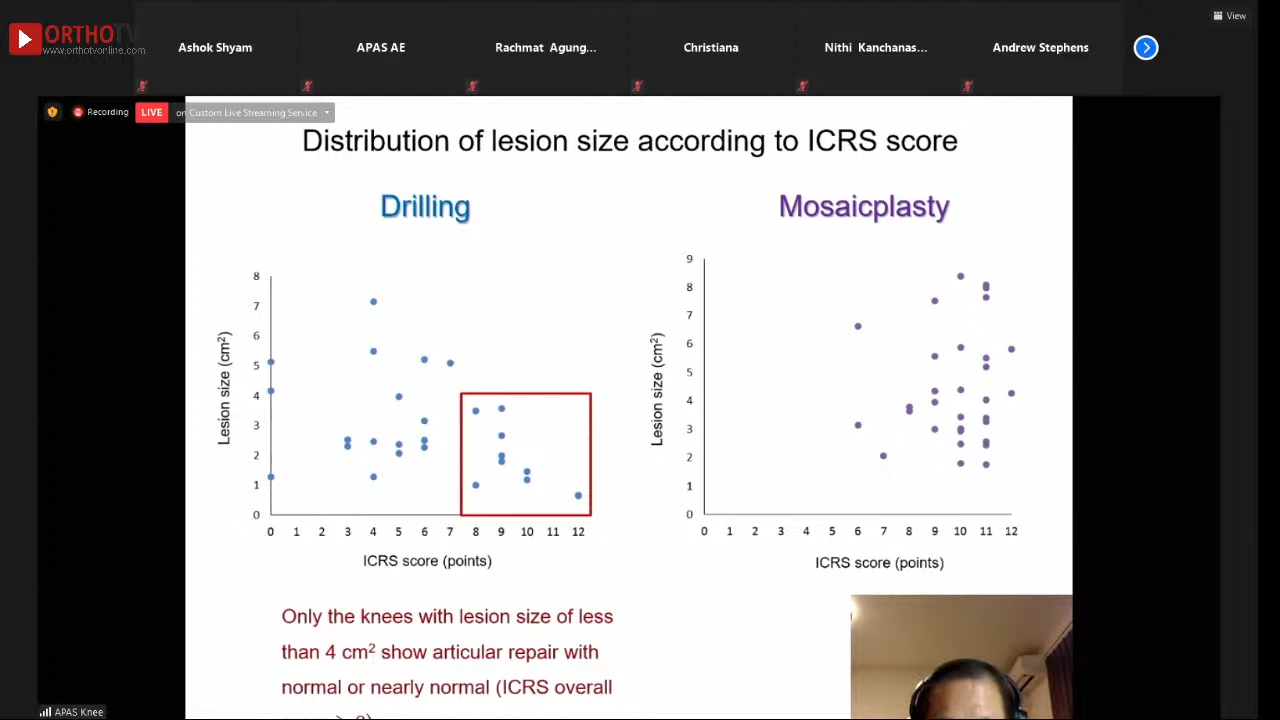 ORTHOTV
www.orthotvonline.com
Ashok Shyam
APAS AE
Rachmat Agung...
Christiana
Nithi Kanchanas...
Andrew Stephens
View
Recording
LIVE
on Custom Live Streaming Service
Distribution of lesion size according to ICRS score
Drilling
Mosaicplasty
8
7
6
5
4
3
2
1
0
Lesion size (cm²)
0 1 2 3 4 5 6 7 8 9 10 11 12
ICRS score (points)
9
8
7
6
5
4
3
2
1
0
Lesion size (cm²)
0 1 2 3 4 5 6 7 8 9 10 11 12
ICRS score (points)
Only the knees with lesion size of less
than 4 cm² show articular repair with
normal or nearly normal (ICRS overall
APAS Knee